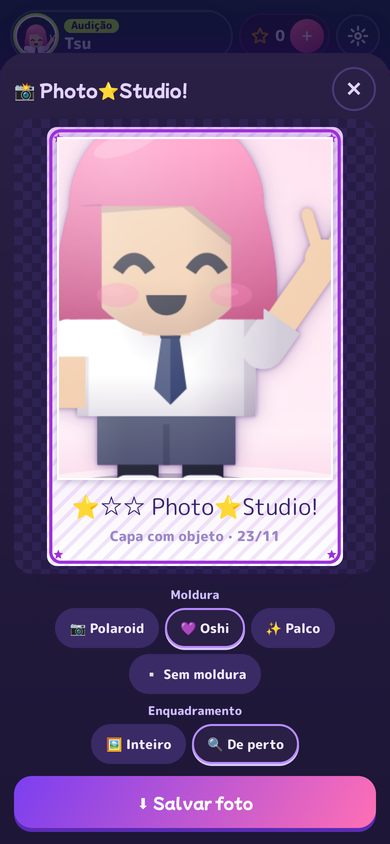 Audição
Tsu
0
+
📸 Photo⭐Studio!
✕
⭐☆☆ Photo⭐Studio!
Capa com objeto · 23/11
Moldura
📷 Polaroid
💜 Oshi
✨ Palco
▫️ Sem moldura
Enquadramento
🖼️ Inteiro
🔍 De perto
⬇ Salvar foto